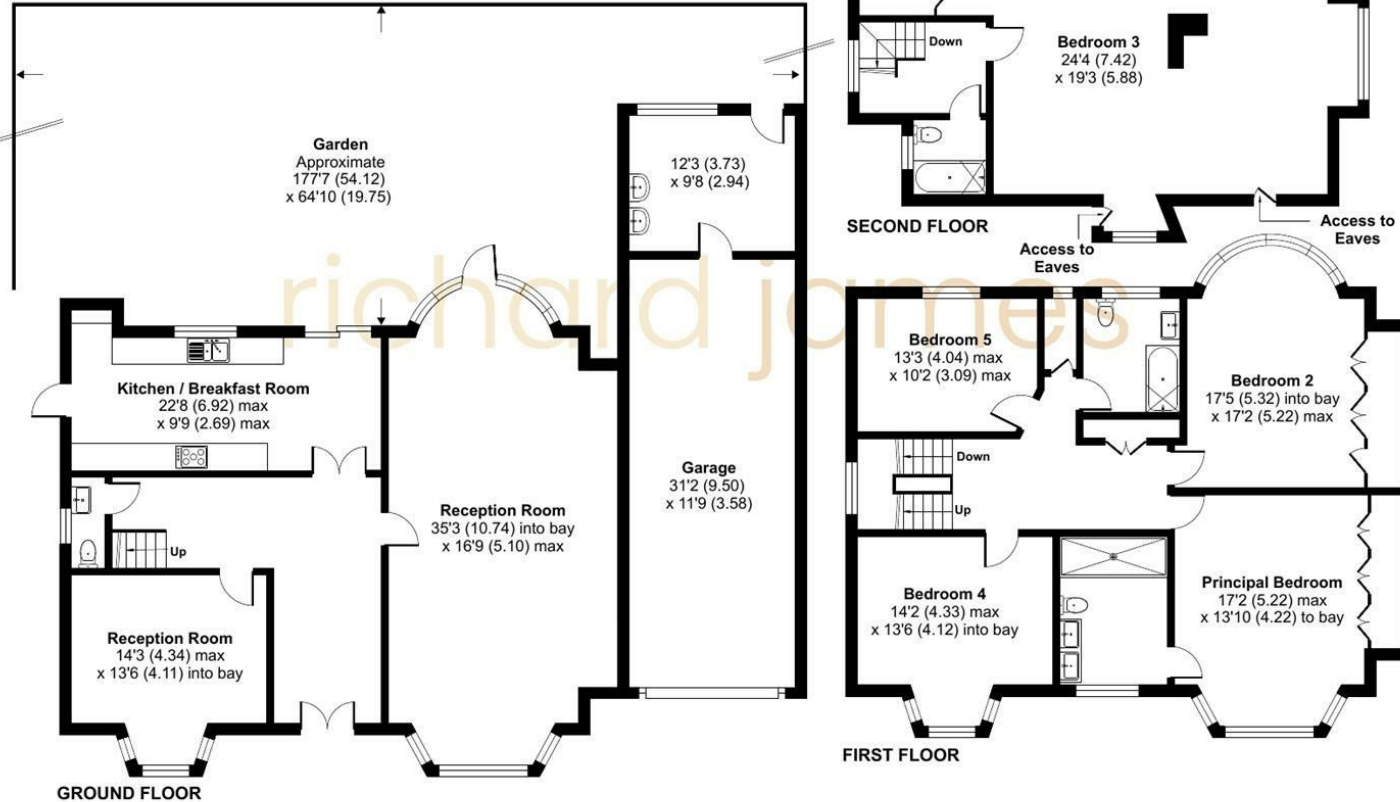 Garden
Approximate
177'7 (54.12)
x 64'10 (19.75)
12'3 (3.73)
x 9'8 (2.94)
Kitchen / Breakfast Room
22'8 (6.92) max
x 9'9 (2.69) max
Garage
31'2 (9.50)
x 11'9 (3.58)
Reception Room
35'3 (10.74) into bay
x 16'9 (5.10) max
Up
Reception Room
14'3 (4.34) max
x 13'6 (4.11) into bay
GROUND FLOOR
Down
Bedroom 3
24'4 (7.42)
x 19'3 (5.88)
SECOND FLOOR
Access to
Eaves
Access to
Eaves
Bedroom 5
13'3 (4.04) max
x 10'2 (3.09) max
Bedroom 2
17'5 (5.32) into bay
x 17'2 (5.22) max
Down
Up
Bedroom 4
14'2 (4.33) max
x 13'6 (4.12) into bay
Principal Bedroom
17'2 (5.22) max
x 13'10 (4.22) to bay
FIRST FLOOR
richard james